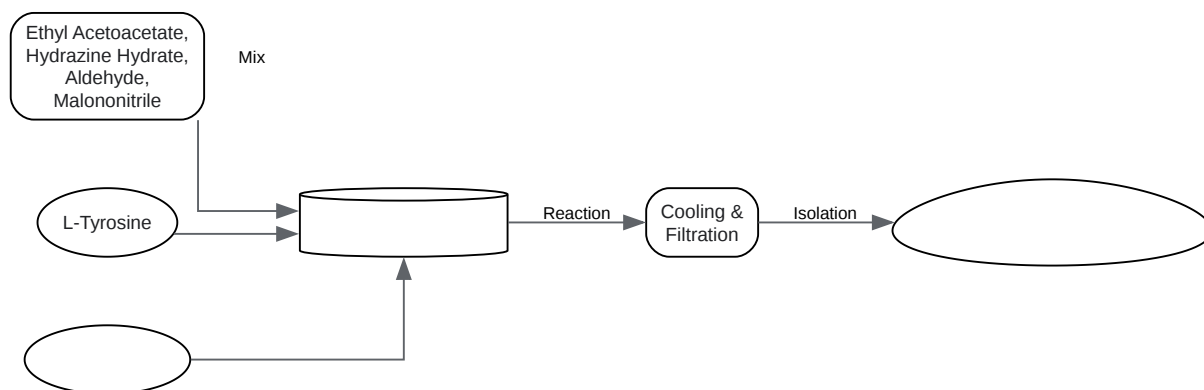 Ethyl Acetoacetate,
Hydrazine Hydrate,
Aldehyde,
Malononitrile
Mix
L-Tyrosine
Reaction
Cooling &
Filtration
Isolation